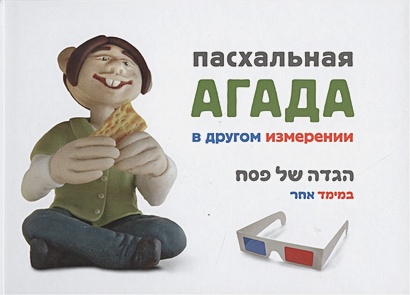 пасхальная
АГАДА
в другом измерении
הגדה של פסח
במימד אחר